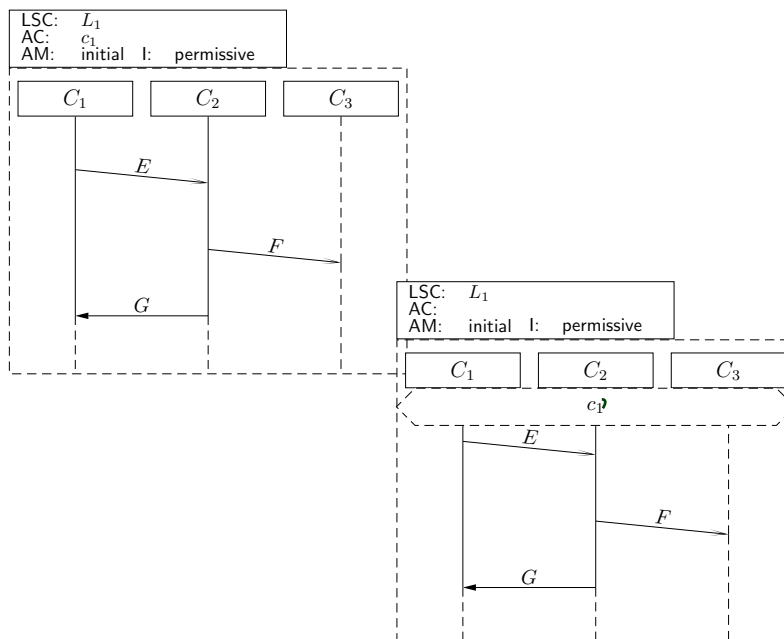 LSC: L₁
AC: c₁
AM: initial I: permissive
C₁ C₂ C₃
E
F
G
LSC: L₁
AC:
AM: initial I: permissive
C₁ C₂ C₃
c₁
E
F
G